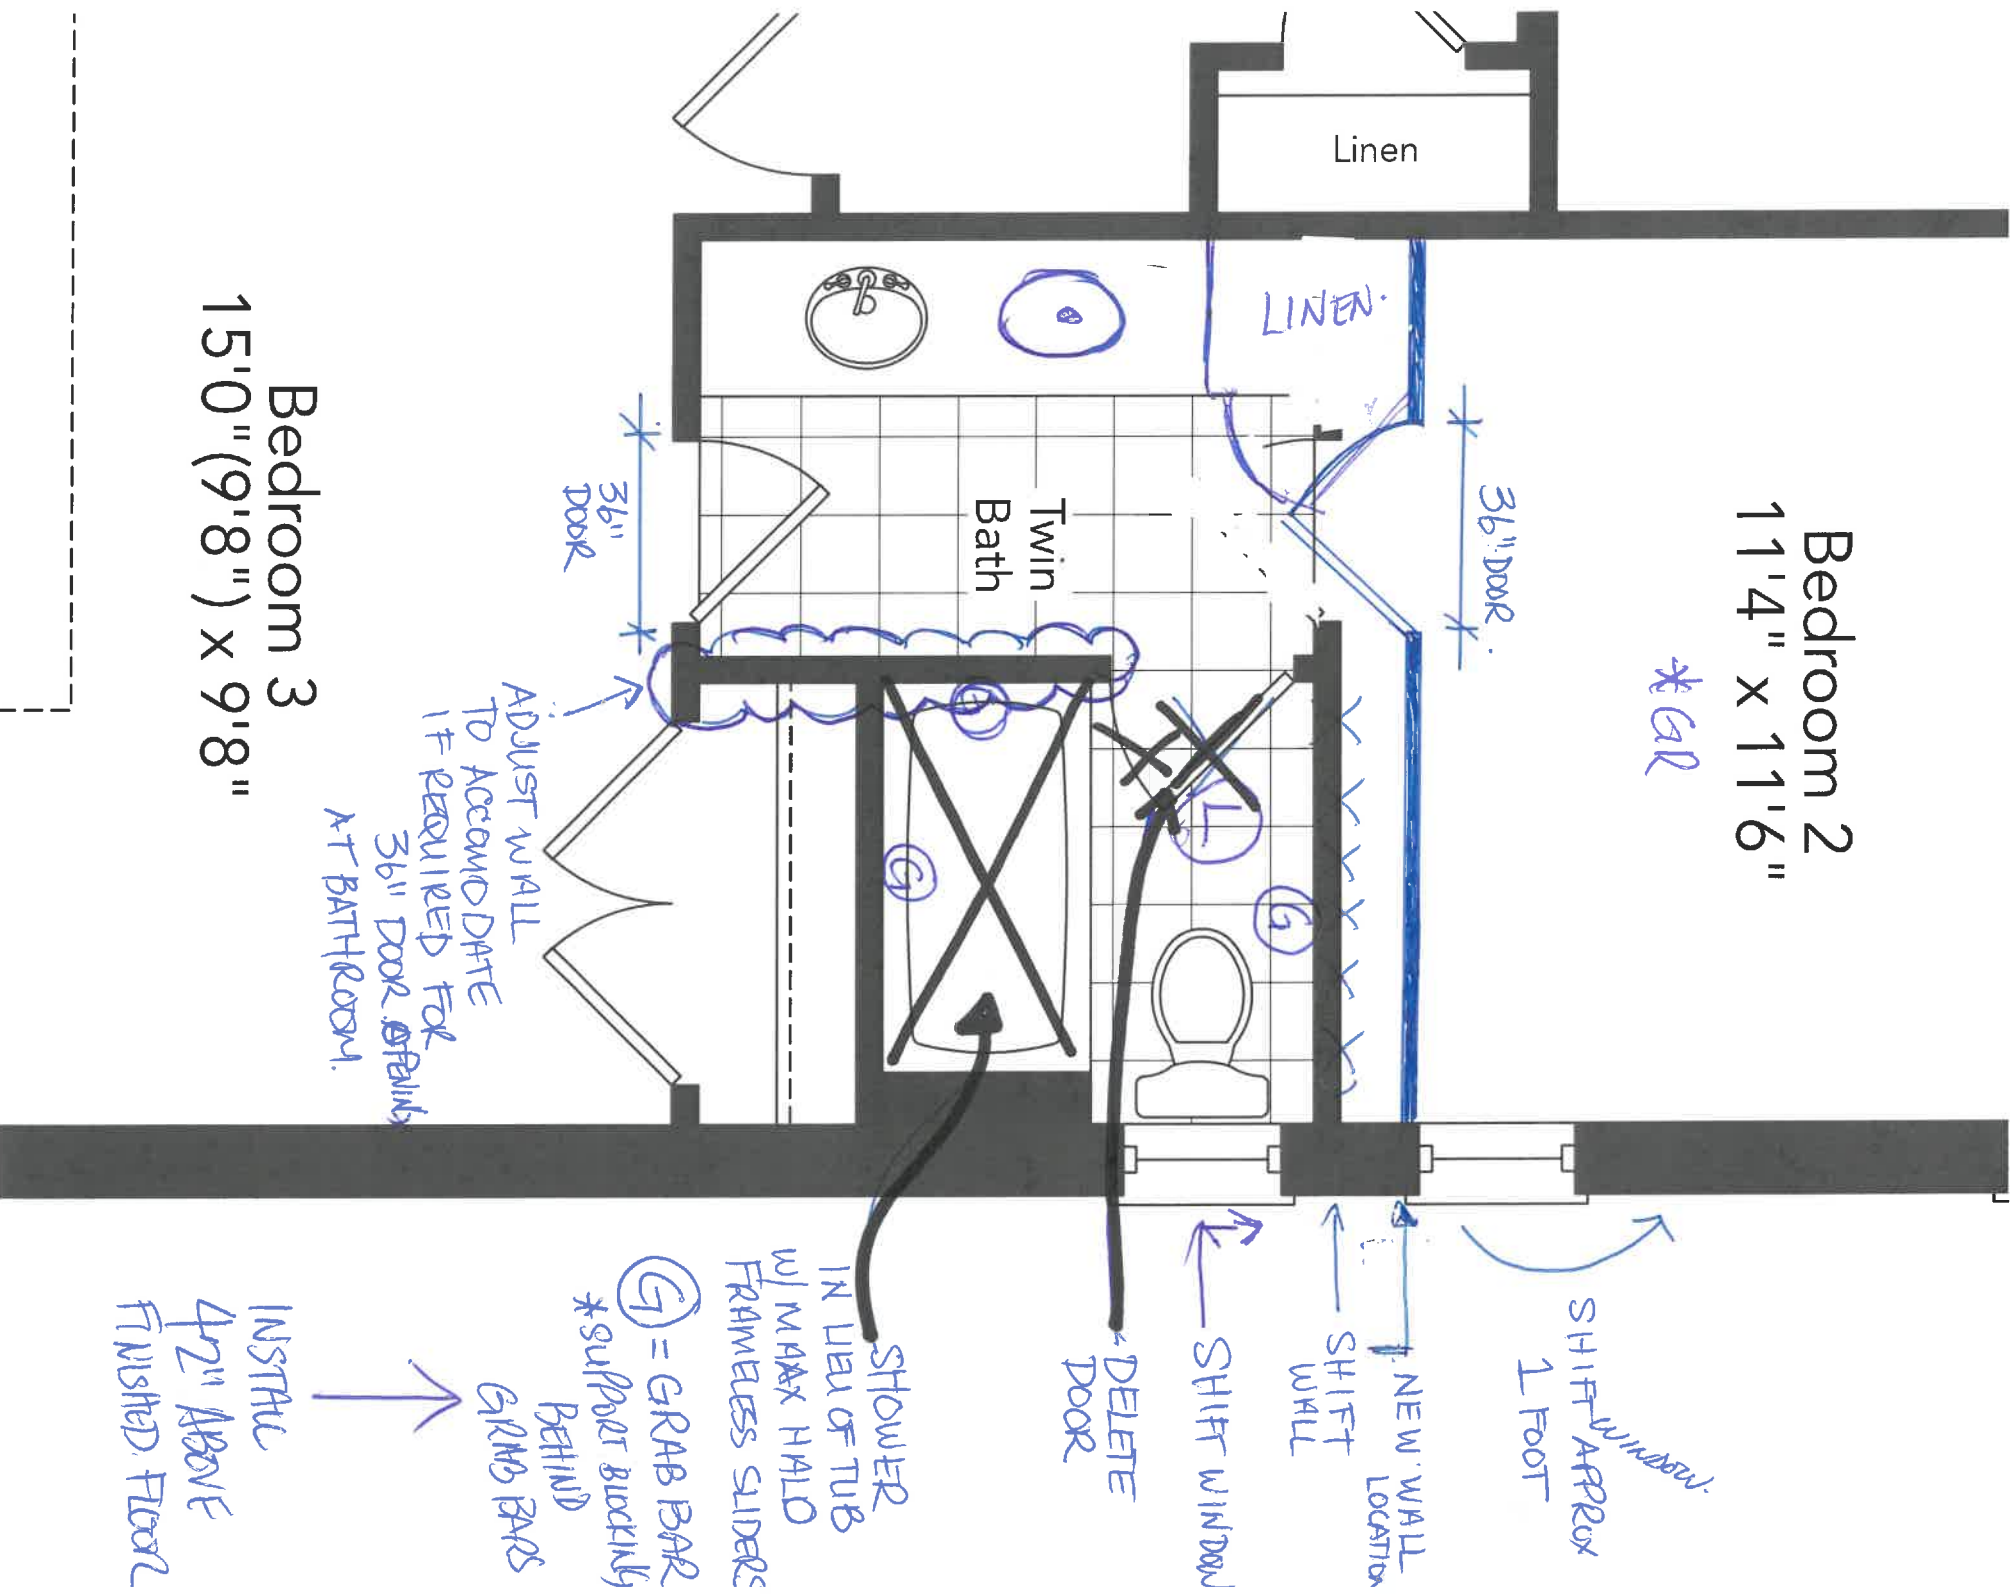 Linen
LINEN.
Twin
Bath
Bedroom 2
11'4" x 11'6"
*GR
36" DOOR.
Bedroom 3
15'0"(9'8") x 9'8"
36"
DOOR
ADJUST WALL
TO ACCOMODATE
IF REQUIRED FOR
36" DOOR OPENING
AT BATHROOM.
G
G
L
G
SHIFT WINDOW.
APPROX
1 FOOT
NEW WALL
LOCATION
SHIFT
WALL
SHIFT WINDOW
DELETE
DOOR
SHOWER
IN LIEU OF TUB
W/ MAAX HALO
FRAMELESS SLIDERS
G = GRAB BAR
*SUPPORT BLOCKING
BEHIND
GRAB BARS
INSTALL
42" ABOVE
FINISHED FLOOR